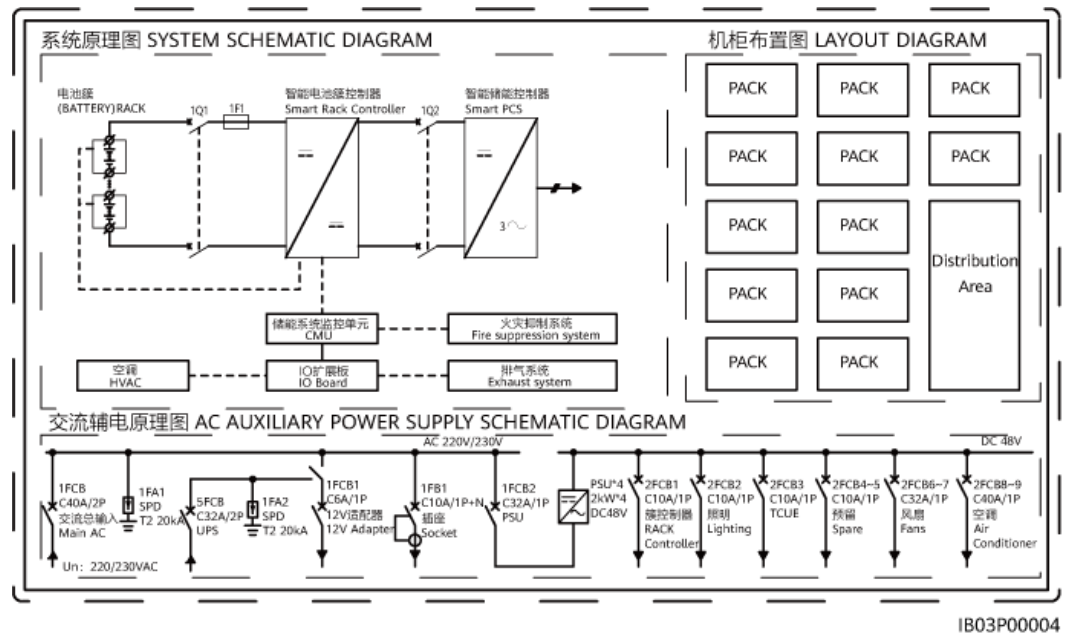 系统原理图 SYSTEM SCHEMATIC DIAGRAM
电池簇
(BATTERY)RACK
1Q1
1F1
智能电池簇控制器
Smart Rack Controller
1Q2
智能储能控制器
Smart PCS
3
储能系统监控单元
CMU
火灾抑制系统
Fire suppression system
空调
HVAC
IO扩展板
IO Board
排气系统
Exhaust system
机柜布置图 LAYOUT DIAGRAM
PACK PACK PACK
PACK PACK PACK
PACK PACK
PACK PACK
PACK PACK
Distribution
Area
交流辅电原理图 AC AUXILIARY POWER SUPPLY SCHEMATIC DIAGRAM
AC 220V/230V
DC 48V
1FCB
C40A/2P
交流总输入
Main AC
Un: 220/230VAC
1FA1
SPD
T2 20kA
5FCB
C32A/2P
UPS
1FA2
SPD
T2 20kA
1FCB1
C6A/1P
12V适配器
12V Adapter
1FB1
C10A/1P+N
插座
Socket
1FCB2
C32A/1P
PSU
PSU*4
2kW*4
DC48V
2FCB1
C10A/1P
簇控制器
RACK
Controller
2FCB2
C10A/1P
照明
Lighting
2FCB3
C10A/1P
TCUE
2FCB4~5
C10A/1P
预留
Spare
2FCB6~7
C32A/1P
风扇
Fans
2FCB8~9
C40A/1P
空调
Air
Conditioner
IB03P00004